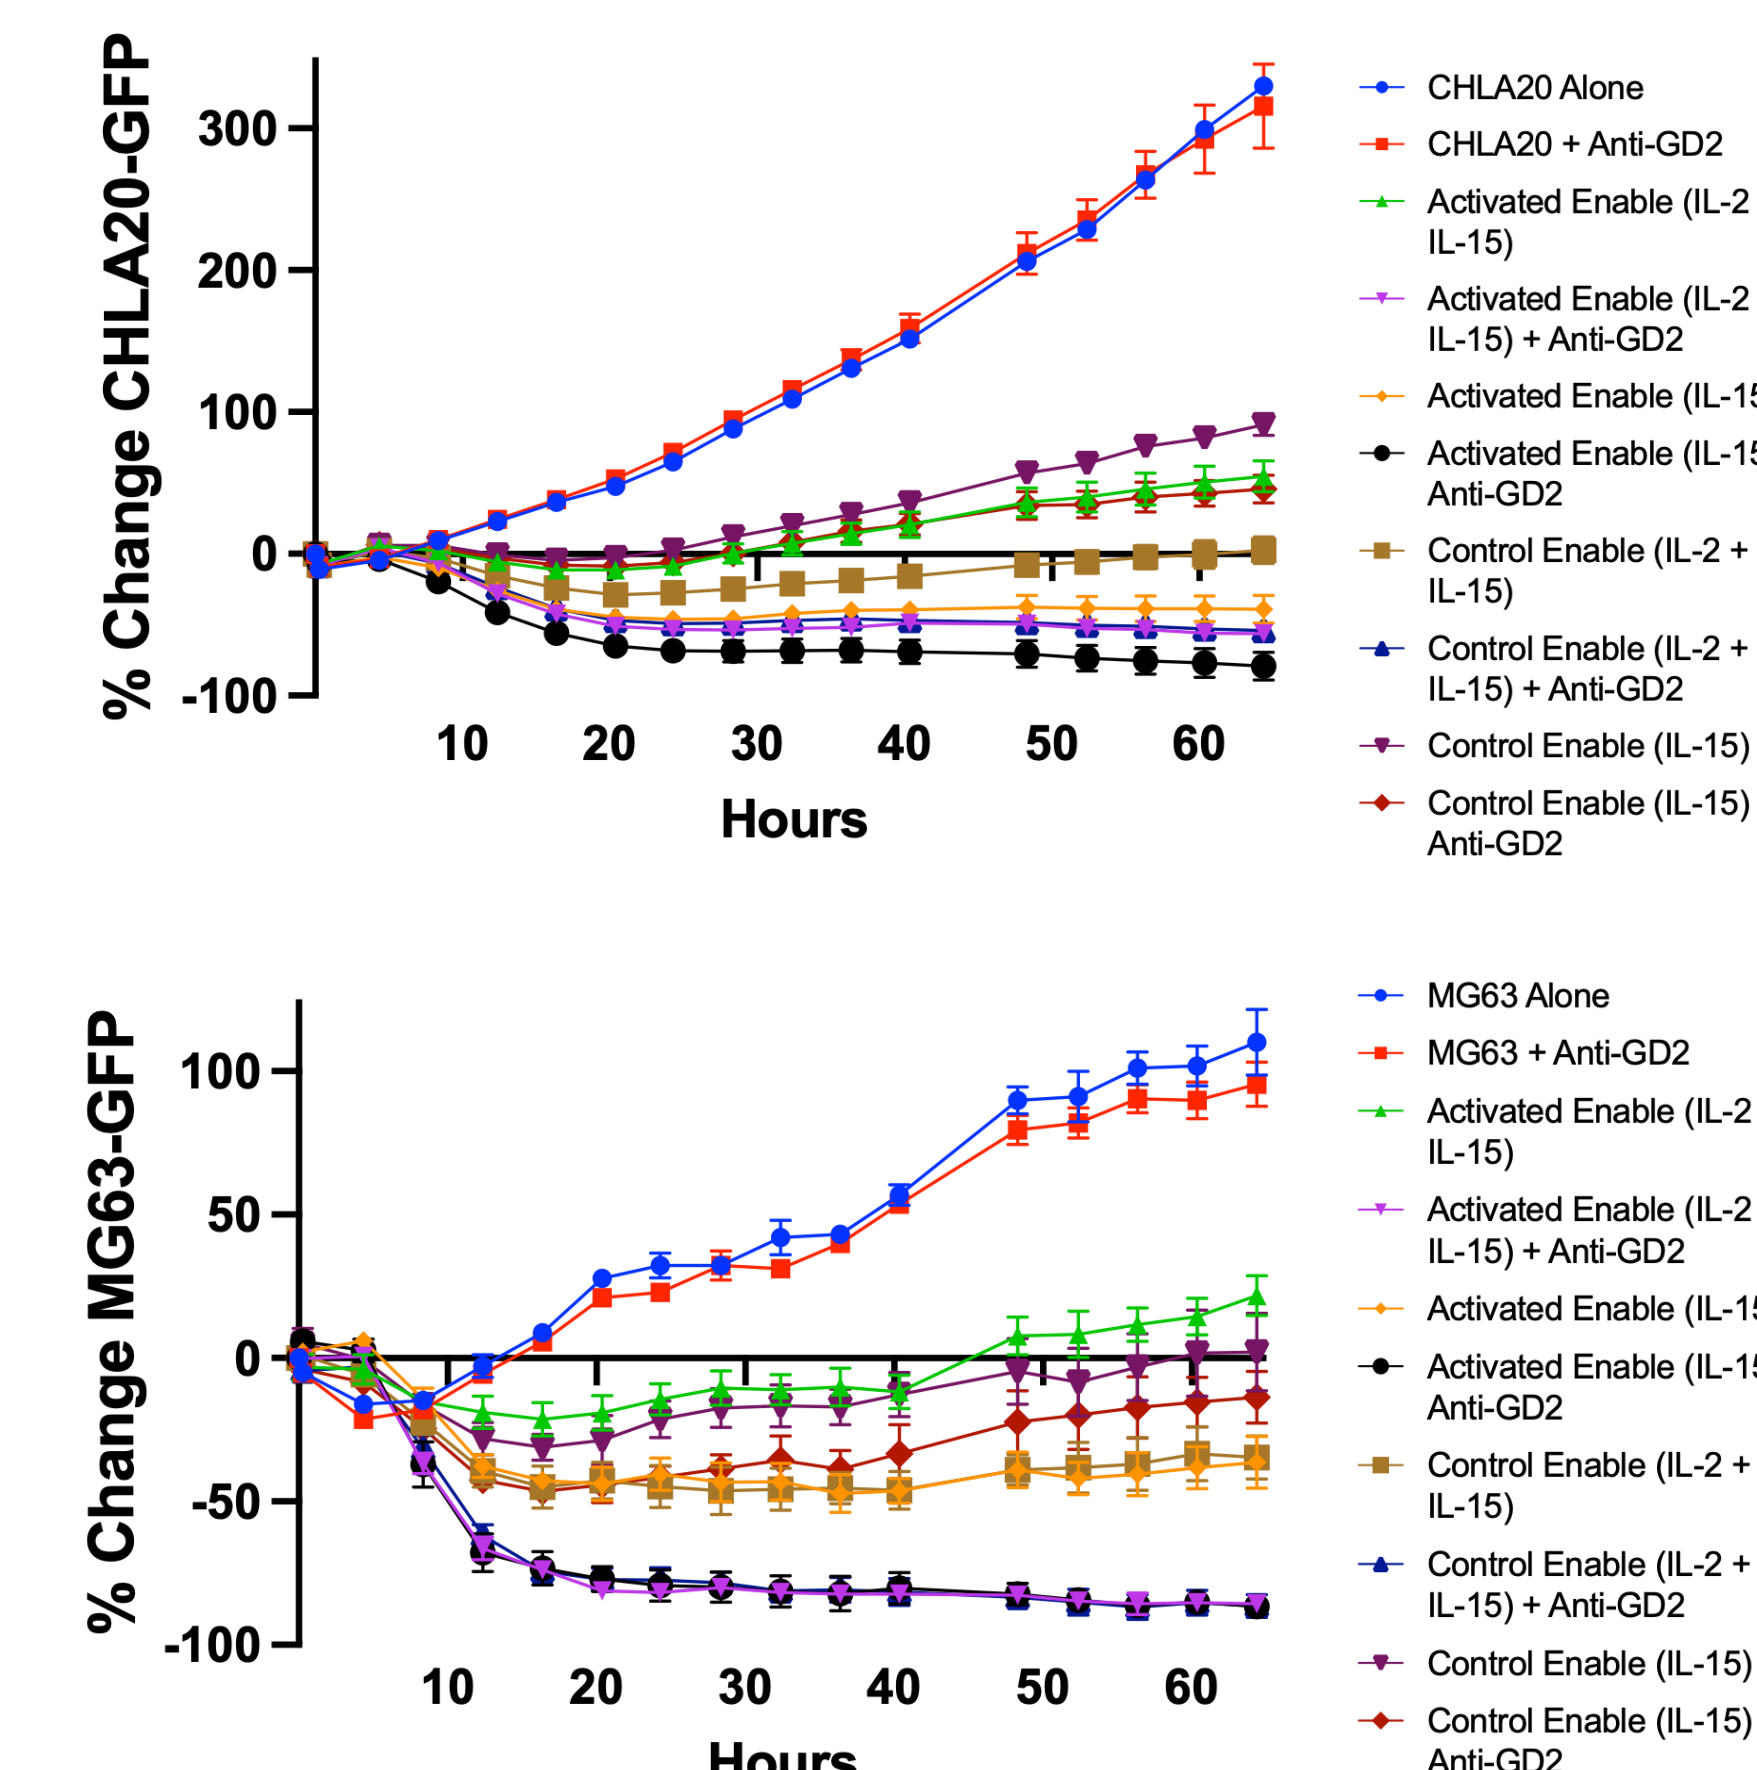 % Change CHLA20-GFP
300
200
100
0
-100
10 20 30 40 50 60
Hours
CHLA20 Alone
CHLA20 + Anti-GD2
Activated Enable (IL-2
IL-15)
Activated Enable (IL-2
IL-15) + Anti-GD2
Activated Enable (IL-15
Activated Enable (IL-15
Anti-GD2
Control Enable (IL-2 +
IL-15)
Control Enable (IL-2 +
IL-15) + Anti-GD2
Control Enable (IL-15)
Control Enable (IL-15)
Anti-GD2
% Change MG63-GFP
100
50
0
-50
-100
10 20 30 40 50 60
Hours
MG63 Alone
MG63 + Anti-GD2
Activated Enable (IL-2
IL-15)
Activated Enable (IL-2
IL-15) + Anti-GD2
Activated Enable (IL-15
Activated Enable (IL-15
Anti-GD2
Control Enable (IL-2 +
IL-15)
Control Enable (IL-2 +
IL-15) + Anti-GD2
Control Enable (IL-15)
Control Enable (IL-15)
Anti-GD2